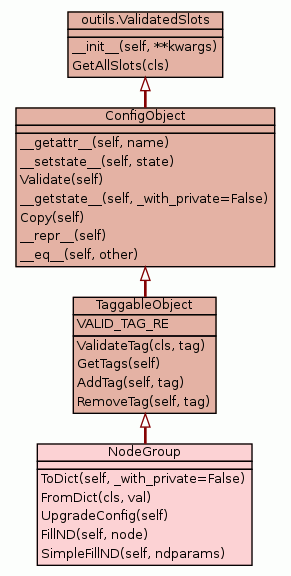 outils.ValidatedSlots
__init__(self, **kwargs)
GetAllSlots(cls)
ConfigObject
__getattr__(self, name)
__setstate__(self, state)
Validate(self)
__getstate__(self, _with_private=False)
Copy(self)
__repr__(self)
__eq__(self, other)
TaggableObject
VALID_TAG_RE
ValidateTag(cls, tag)
GetTags(self)
AddTag(self, tag)
RemoveTag(self, tag)
NodeGroup
ToDict(self, _with_private=False)
FromDict(cls, val)
UpgradeConfig(self)
FillND(self, node)
SimpleFillND(self, ndparams)